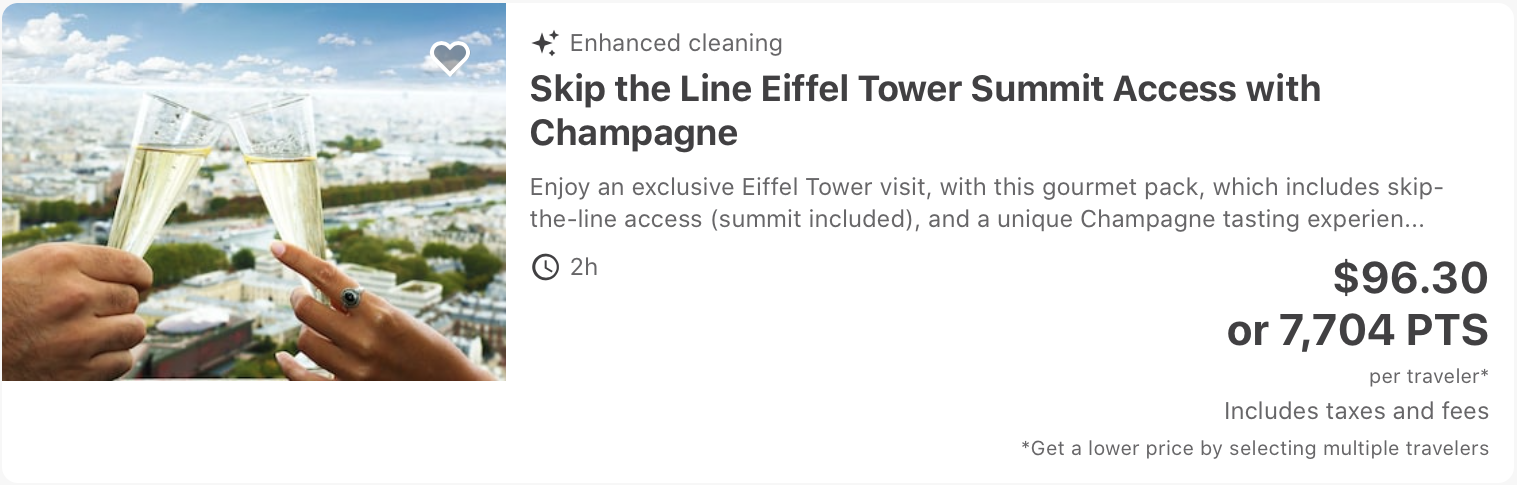 Enhanced cleaning
Skip the Line Eiffel Tower Summit Access with
Champagne
Enjoy an exclusive Eiffel Tower visit, with this gourmet pack, which includes skip-
the-line access (summit included), and a unique Champagne tasting experien...
2h
$96.30
or 7,704 PTS
per traveler*
Includes taxes and fees
*Get a lower price by selecting multiple travelers